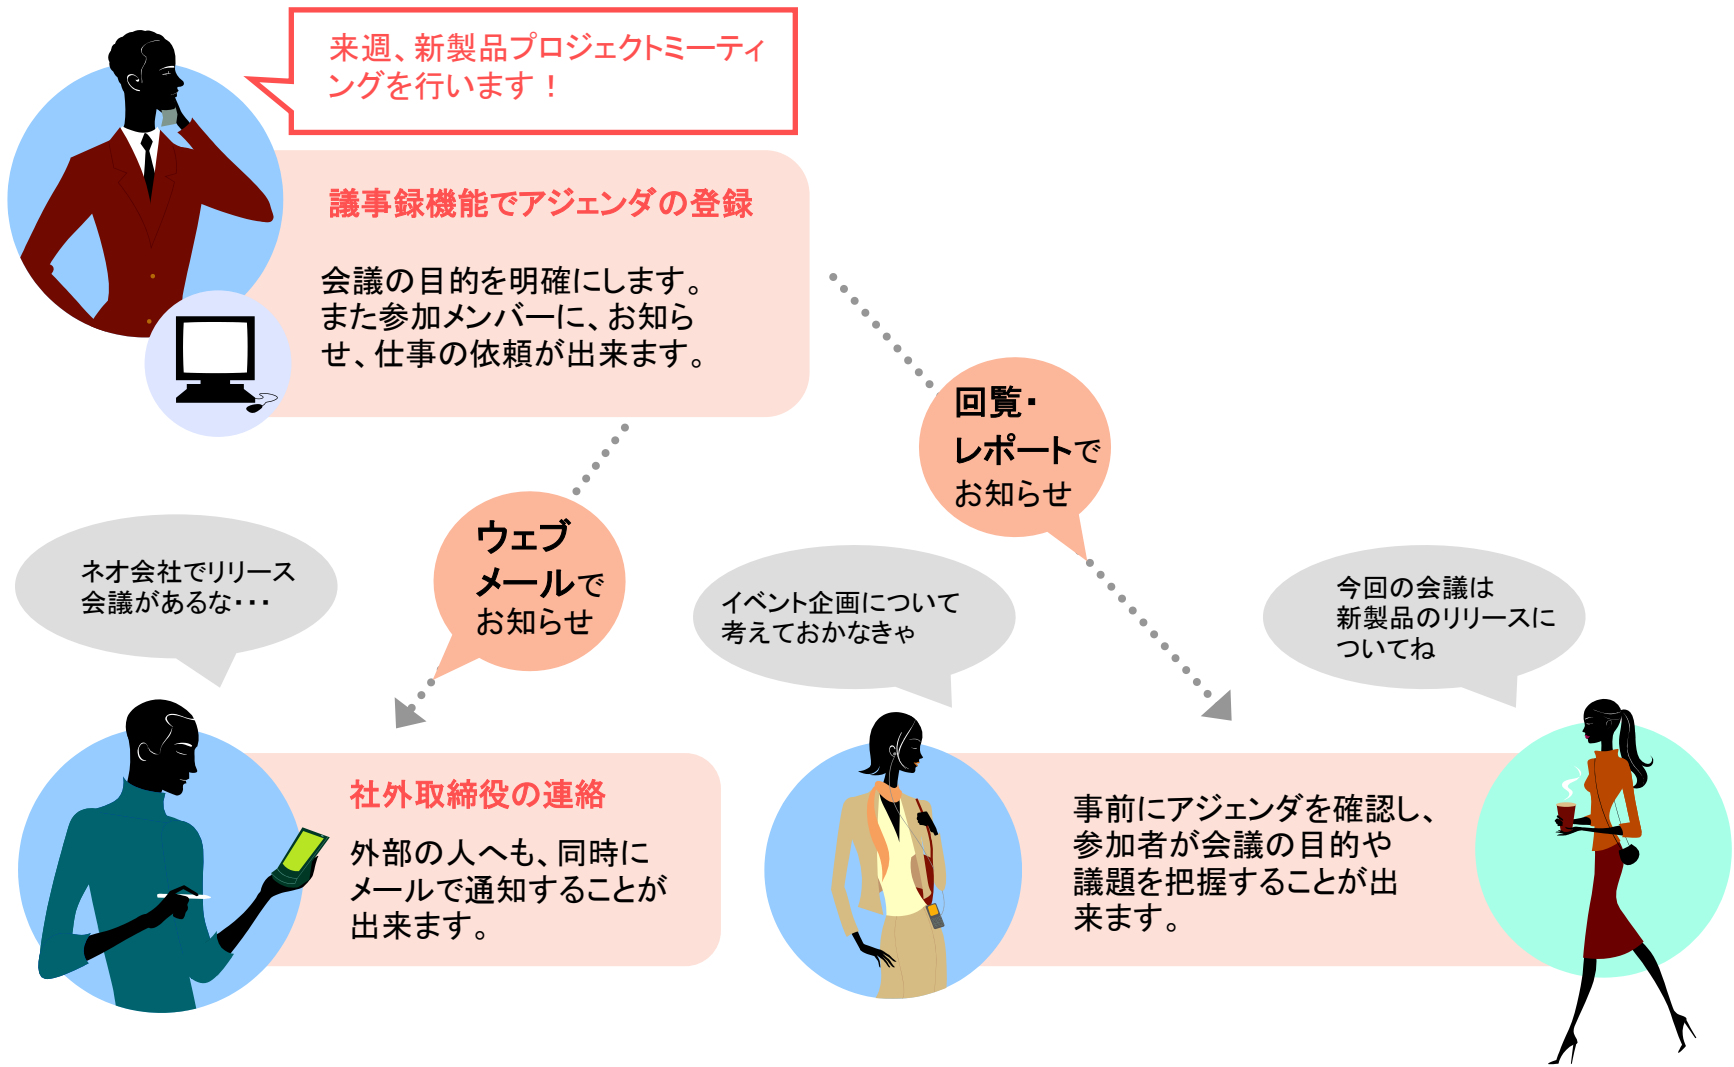 来週、新製品プロジェクトミーティ
ングを行います！
議事録機能でアジェンダの登録
会議の目的を明確にします。
また参加メンバーに、お知ら
せ、仕事の依頼が出来ます。
回覧・
レポートで
お知らせ
ウェブ
メールで
お知らせ
ネオ会社でリリース
会議があるな・・・
イベント企画について
考えておかなきゃ
今回の会議は
新製品のリリースに
ついてね
社外取締役の連絡
外部の人へも、同時に
メールで通知することが
出来ます。
事前にアジェンダを確認し、
参加者が会議の目的や
議題を把握することが出
来ます。